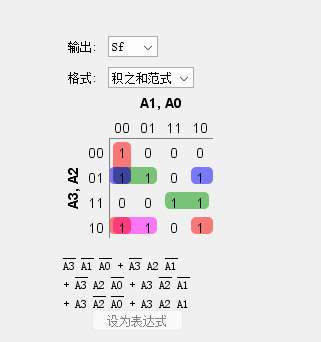 输出: Sf
格式: 积之和范式
A1, A0
00 01 11 10
A3, A2
00 1 0 0 0
01 1 1 0 1
11 0 0 1 1
10 1 1 0 1
A3 A1 A0 + A3 A2 A1
+ A3 A2 A0 + A3 A2 A1
+ A3 A2 A0 + A3 A2 A1
设为表达式